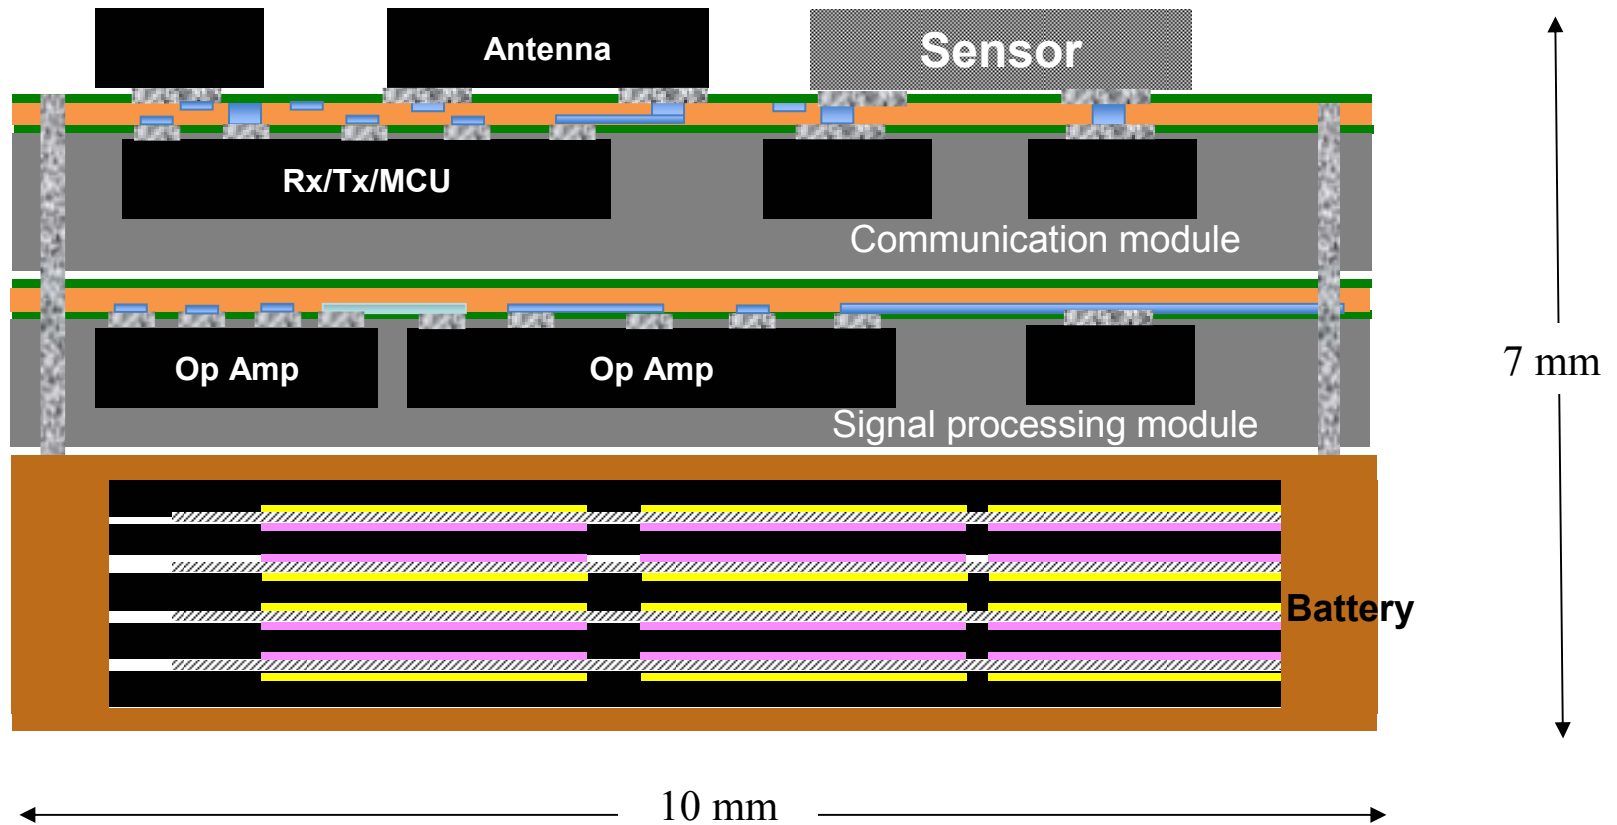 Antenna
Sensor
Rx/Tx/MCU
Communication module
Op Amp
Op Amp
Signal processing module
7 mm
Battery
10 mm